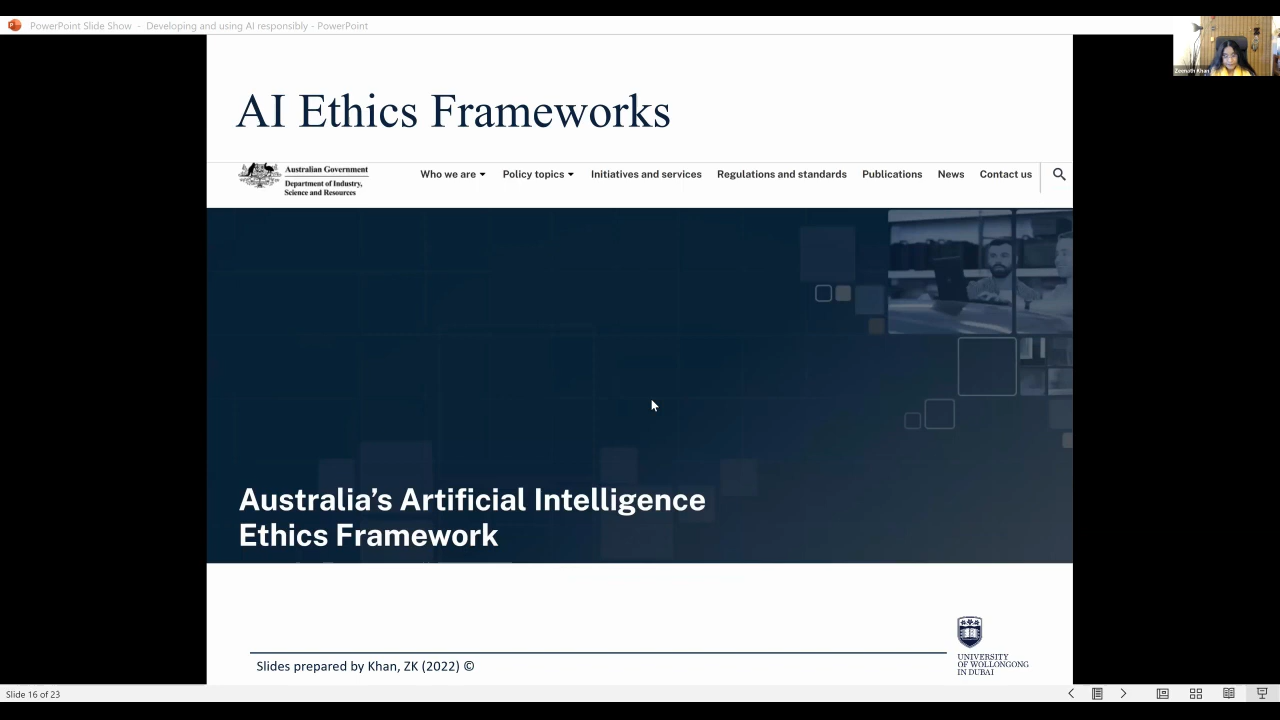 PowerPoint Slide Show - Developing and using AI responsibly - PowerPoint
Zeenath Khan
AI Ethics Frameworks
Australian Government
Department of Industry,
Science and Resources
Who we are
Policy topics
Initiatives and services
Regulations and standards
Publications
News
Contact us
Australia's Artificial Intelligence
Ethics Framework
Slides prepared by Khan, ZK (2022) ©
UNIVERSITY
OF WOLLONGONG
IN DUBAI
Slide 16 of 23